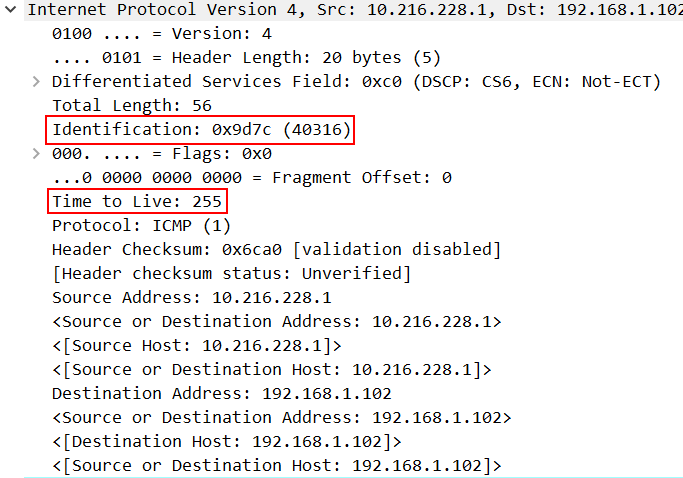 Internet Protocol Version 4, Src: 10.216.228.1, Dst: 192.168.1.102
0100 .... = Version: 4
.... 0101 = Header Length: 20 bytes (5)
Differentiated Services Field: 0xc0 (DSCP: CS6, ECN: Not-ECT)
Total Length: 56
Identification: 0x9d7c (40316)
000. .... = Flags: 0x0
...0 0000 0000 0000 = Fragment Offset: 0
Time to Live: 255
Protocol: ICMP (1)
Header Checksum: 0x6ca0 [validation disabled]
[Header checksum status: Unverified]
Source Address: 10.216.228.1
<Source or Destination Address: 10.216.228.1>
<[Source Host: 10.216.228.1]>
<[Source or Destination Host: 10.216.228.1]>
Destination Address: 192.168.1.102
<Source or Destination Address: 192.168.1.102>
<[Destination Host: 192.168.1.102]>
<[Source or Destination Host: 192.168.1.102]>